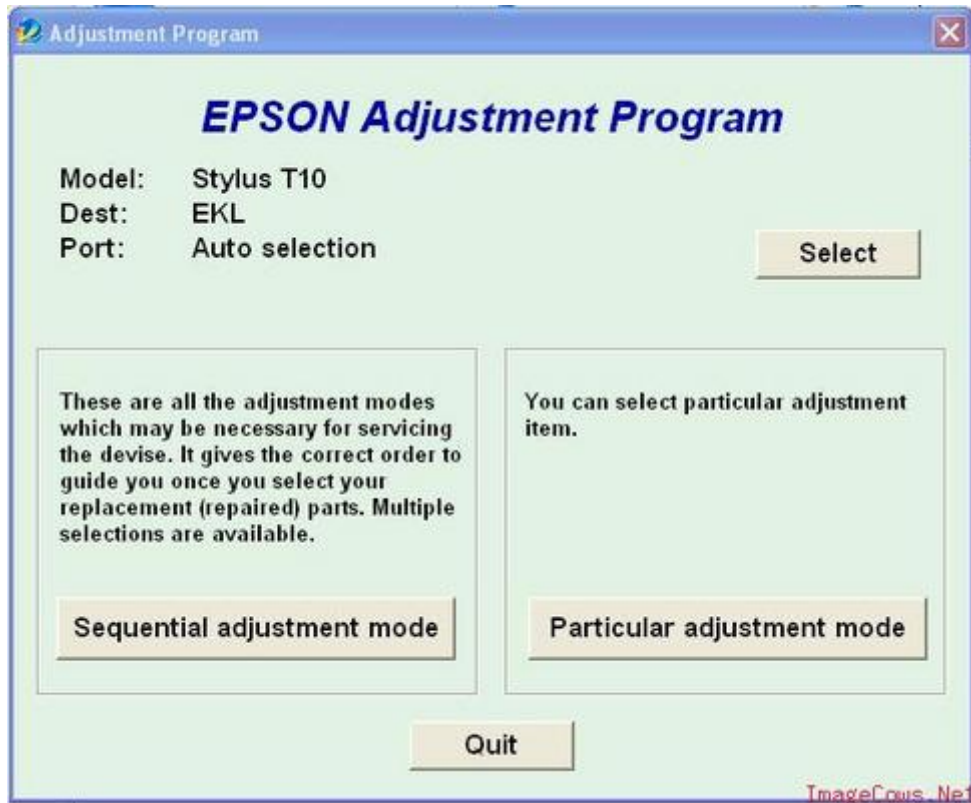 Adjustment Program
EPSON Adjustment Program
Model: Stylus T10
Dest: EKL
Port: Auto selection
Select
These are all the adjustment modes
which may be necessary for servicing
the devise. It gives the correct order to
guide you once you select your
replacement (repaired) parts. Multiple
selections are available.
Sequential adjustment mode
You can select particular adjustment
item.
Particular adjustment mode
Quit
ImageCows.Net